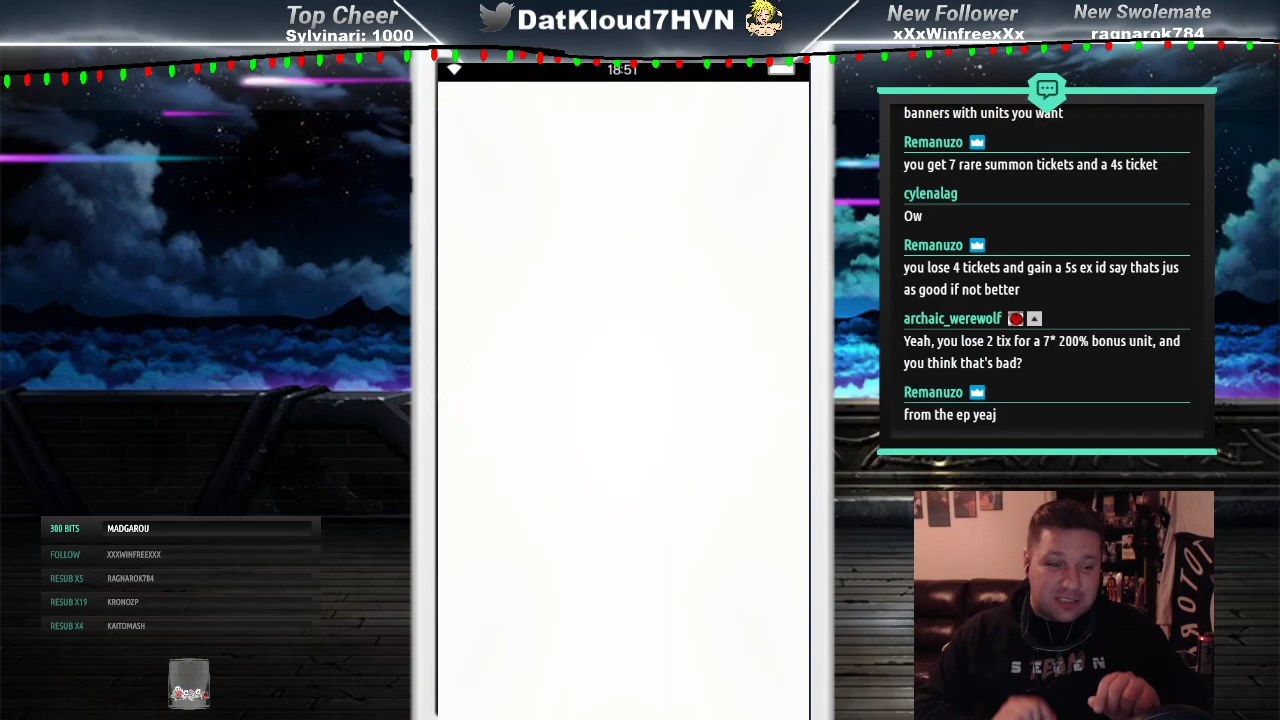 Top Cheer
Sylvinari: 1000
DatKloud7HVN
New Follower
xXxWinfreexXx
New Swolemate
ragnarok784
18:51
banners with units you want
Remanuzo
you get 7 rare summon tickets and a 4s ticket
cylenalag
Ow
Remanuzo
you lose 4 tickets and gain a 5s ex id say thats jus
as good if not better
archaic_werewolf
Yeah, you lose 2 tix for a 7* 200% bonus unit, and
you think that's bad?
Remanuzo
from the ep yeaj
300 BITS MADGAROU
FOLLOW XXXWINFREEXXX
RESUB X5 RAGNAROK784
RESUB X19 KRONOZP
RESUB X4 KAITOMASH